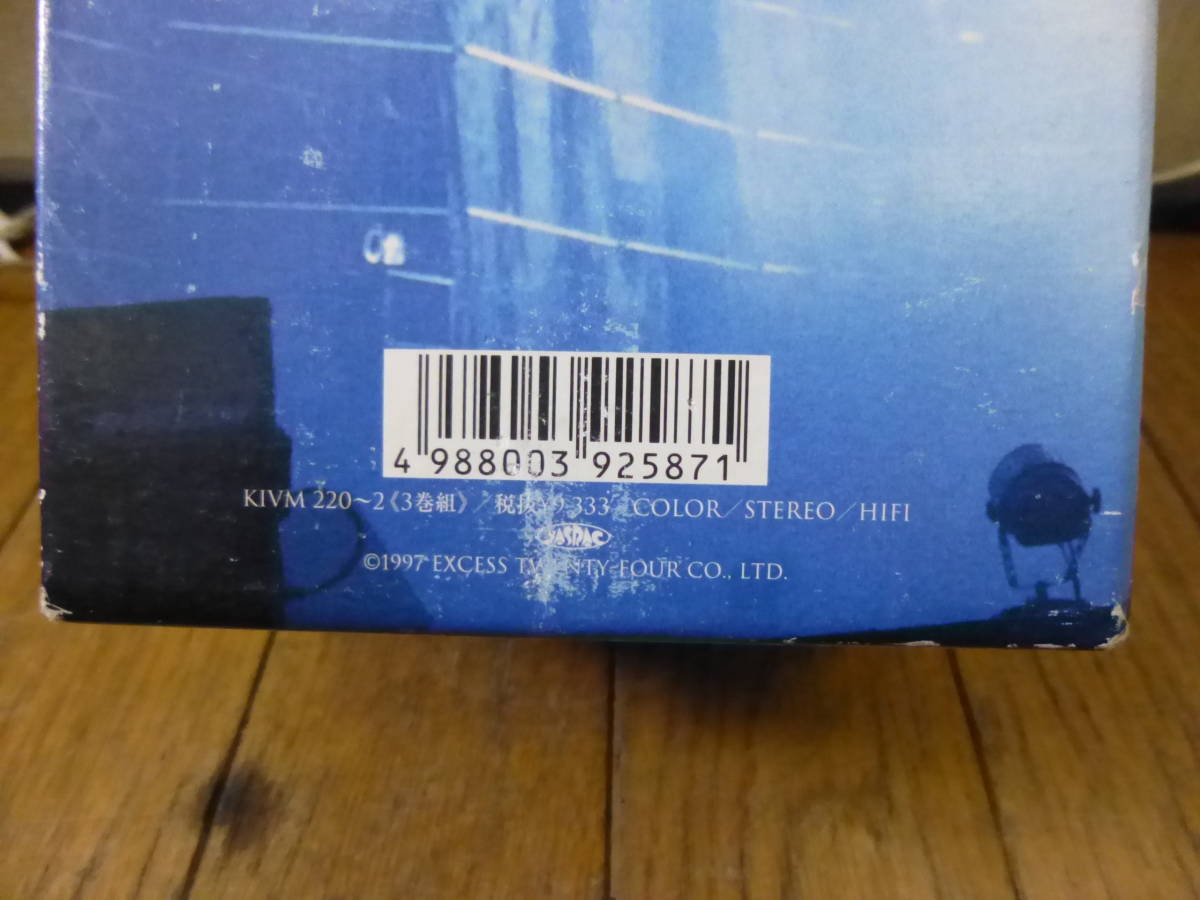 4 988003 925871
KIVM 220～2《3巻組》／税抜¥9,333／COLOR／STEREO／HIFI
JASRAC
©1997 EXCESS TWENTY-FOUR CO., LTD.